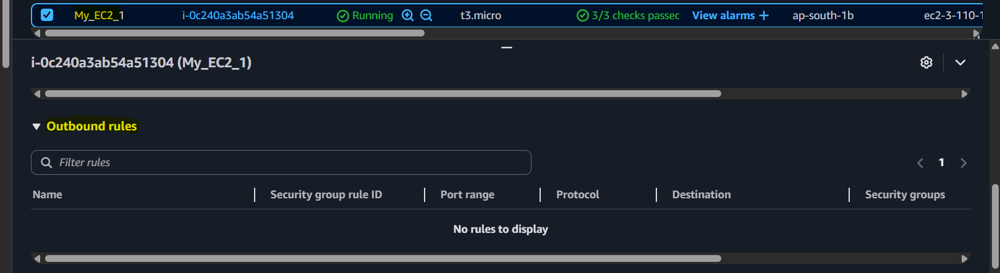 My_EC2_1 i-0c240a3ab54a51304 Running t3.micro 3/3 checks passec View alarms + ap-south-1b ec2-3-110-1
i-0c240a3ab54a51304 (My_EC2_1)
Outbound rules
Filter rules 1
Name Security group rule ID Port range Protocol Destination Security groups
No rules to display